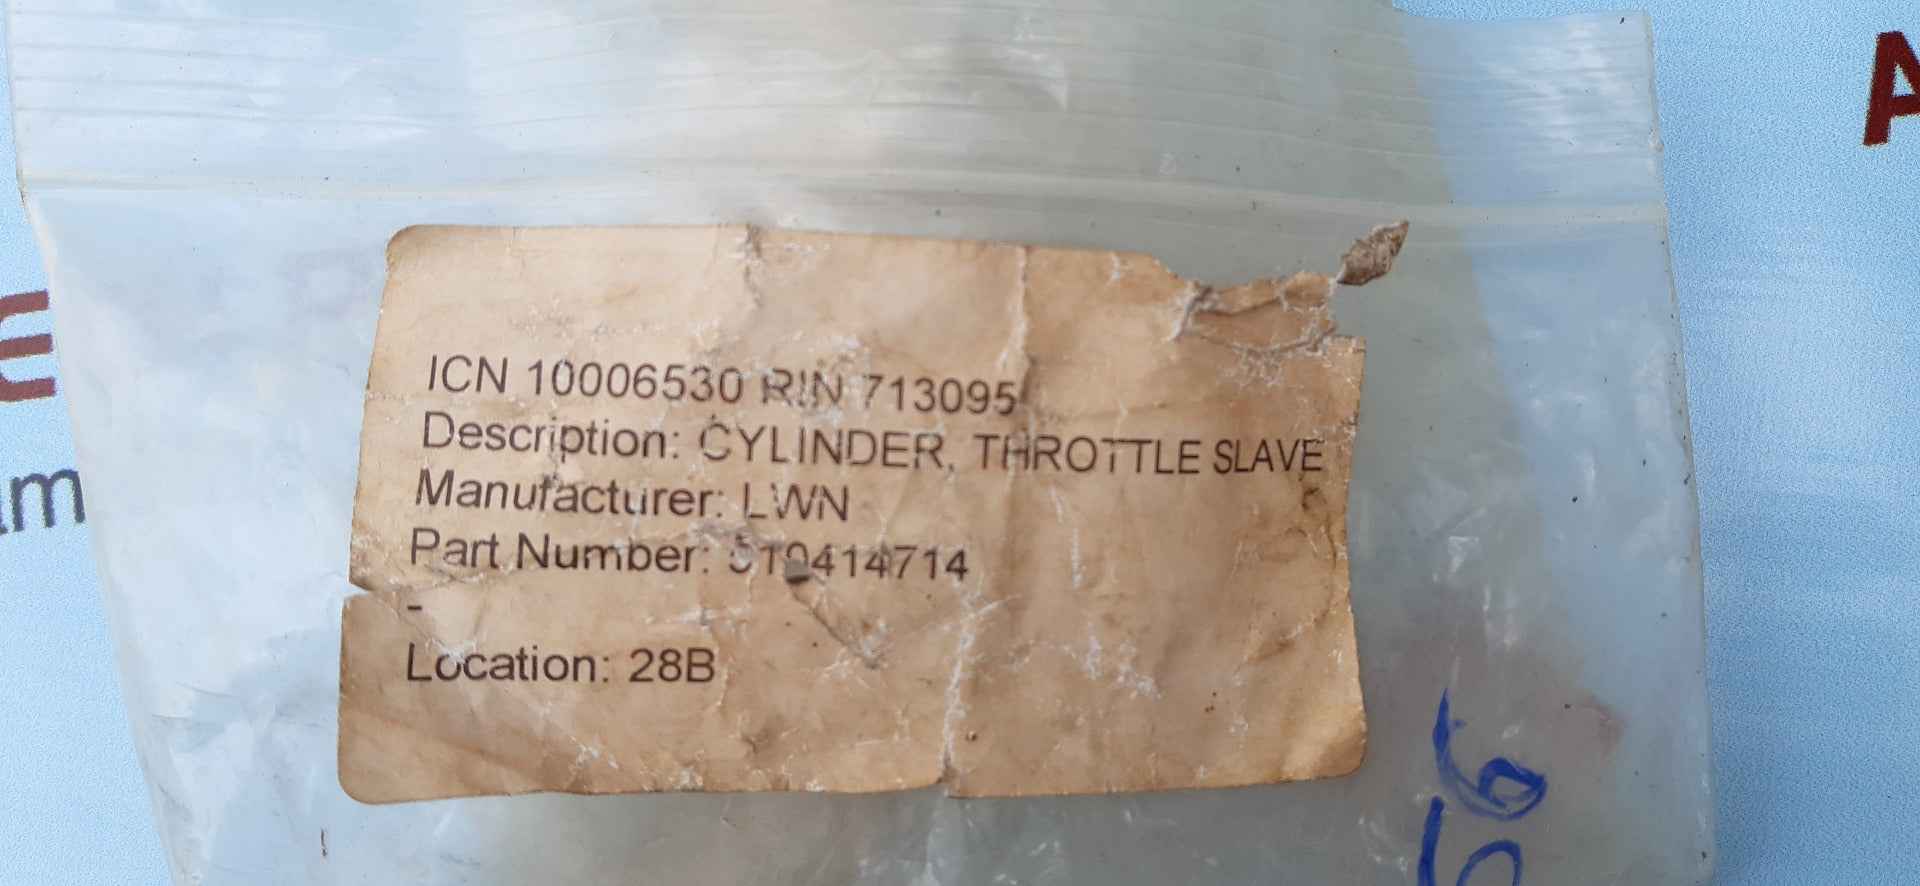 ICN 10006530 RIN 713095
Description: CYLINDER, THROTTLE SLAVE
Manufacturer: LWN
Part Number: 510414714
-
Location: 28B